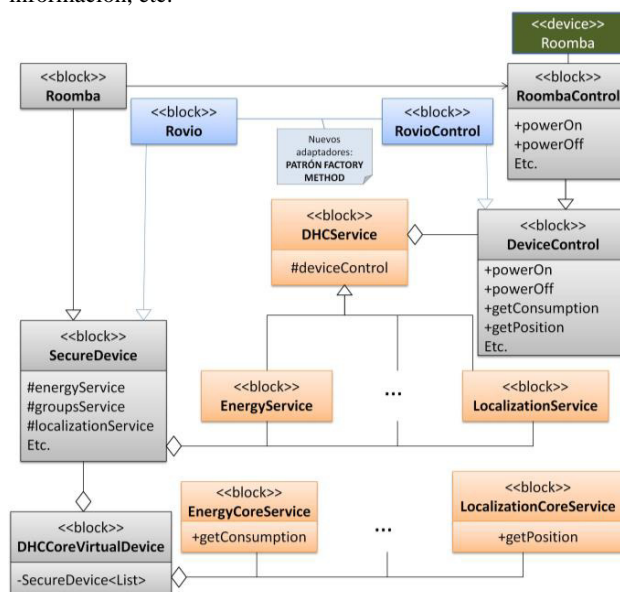 información, etc.
<<device>>
Roomba
<<block>>
Roomba
<<block>>
RoombaControl
+powerOn
+powerOff
Etc.
<<block>>
Rovio
<<block>>
RovioControl
Nuevos
adaptadores:
PATRÓN FACTORY
METHOD
<<block>>
DHCService
#deviceControl
<<block>>
DeviceControl
+powerOn
+powerOff
+getConsumption
+getPosition
Etc.
<<block>>
SecureDevice
#energyService
#groupsService
#localizationService
Etc.
<<block>>
EnergyService
...
<<block>>
LocalizationService
<<block>>
DHCCoreVirtualDevice
-SecureDevice<List>
<<block>>
EnergyCoreService
+getConsumption
...
<<block>>
LocalizationCoreService
+getPosition